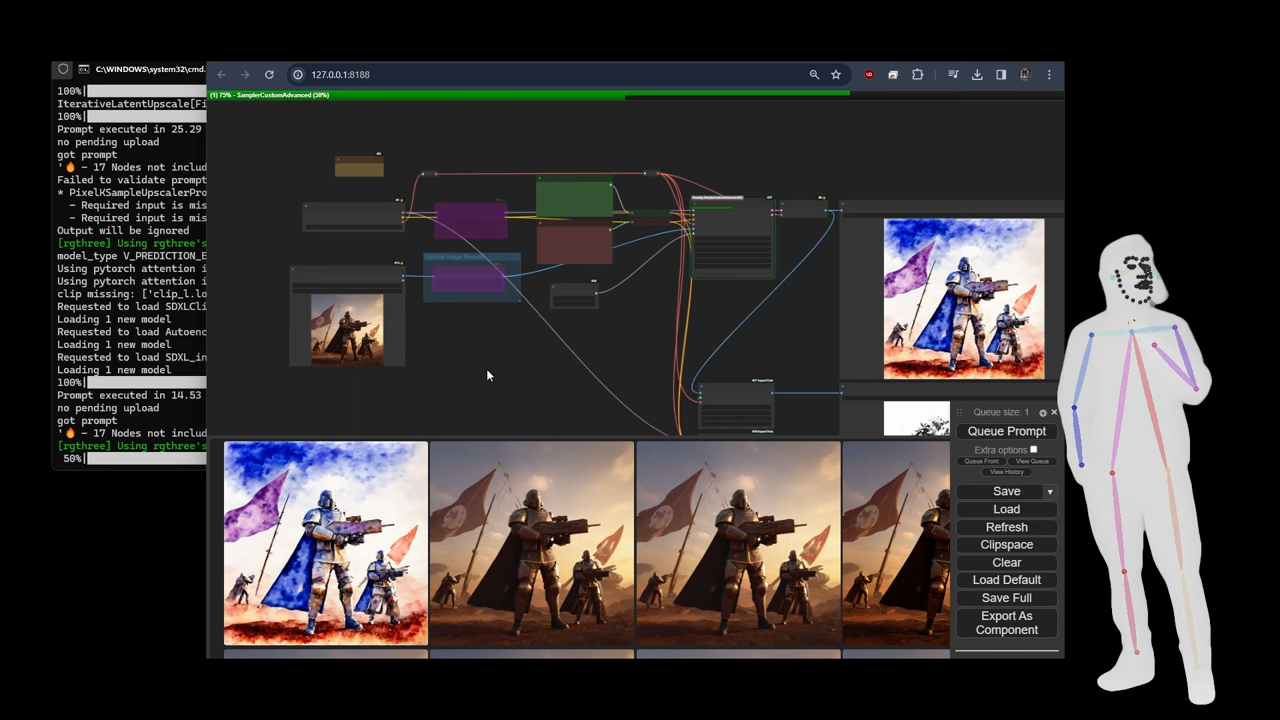 C:\WINDOWS\system32\cmd.
100%|
IterativeLatentUpscale[Fi
100%|
Prompt executed in 25.29
no pending upload
got prompt
'🔥 - 17 Nodes not includ
Failed to validate prompt
* PixelKSampleUpscalerPro
- Required input is mis
- Required input is mis
Output will be ignored
[rgthree] Using rgthree's
model_type V_PREDICTION_E
Using pytorch attention i
Using pytorch attention i
clip missing: ['clip_l.lo
Requested to load SDXLCli
Loading 1 new model
Requested to load Autoenc
Loading 1 new model
Requested to load SDXL_in
Loading 1 new model
100%|
Prompt executed in 14.53
no pending upload
got prompt
'🔥 - 17 Nodes not includ
[rgthree] Using rgthree's
50%|
127.0.0.1:8188
(1) 75% - SamplerCustomAdvanced (50%)
Queue size: 1
Queue Prompt
Extra options
Queue Front
View Queue
View History
Save
Load
Refresh
Clipspace
Clear
Load Default
Save Full
Export As
Component